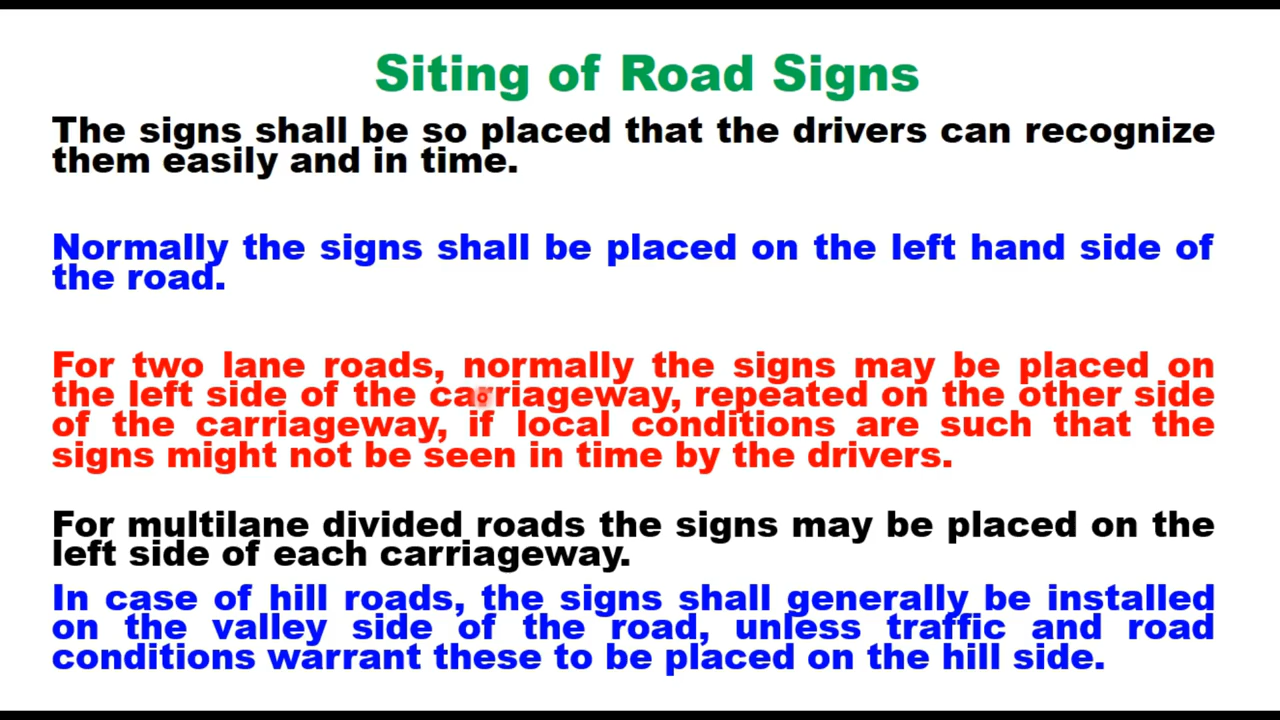 Siting of Road Signs
The signs shall be so placed that the drivers can recognize
them easily and in time.
Normally the signs shall be placed on the left hand side of
the road.
For two lane roads, normally the signs may be placed on
the left side of the carriageway, repeated on the other side
of the carriageway, if local conditions are such that the
signs might not be seen in time by the drivers.
For multilane divided roads the signs may be placed on the
left side of each carriageway.
In case of hill roads, the signs shall generally be installed
on the valley side of the road, unless traffic and road
conditions warrant these to be placed on the hill side.